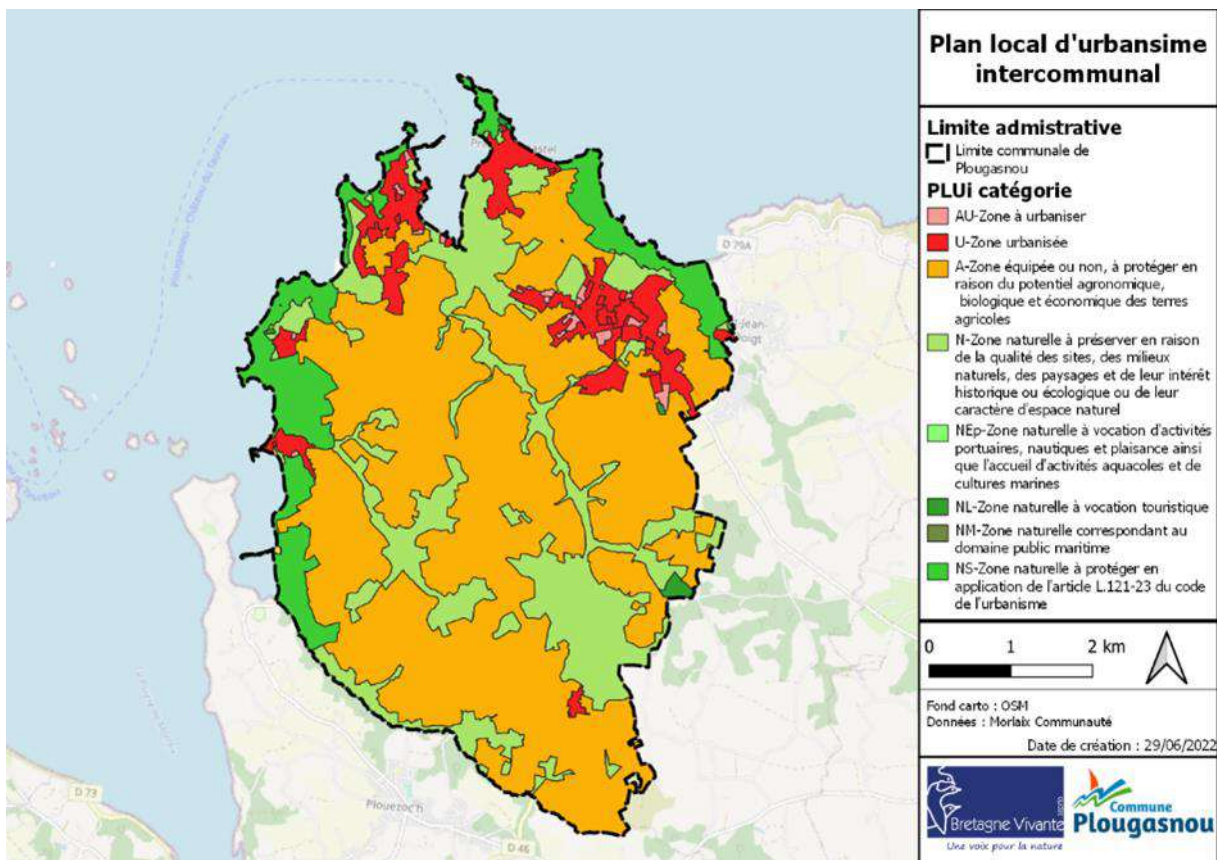 Plan local d'urbansime
intercommunal
Limite admistrative
Limite communale de
Plougasnou
PLUi catégorie
AU-Zone à urbaniser
U-Zone urbanisée
A-Zone équipée ou non, à protéger en
raison du potentiel agronomique,
biologique et économique des terres
agricoles
N-Zone naturelle à préserver en raison
de la qualité des sites, des milieux
naturels, des paysages et de leur intérêt
historique ou écologique ou de leur
caractère d'espace naturel
NEp-Zone naturelle à vocation d'activités
portuaires, nautiques et plaisance ainsi
que l'accueil d'activités aquacoles et de
cultures marines
NL-Zone naturelle à vocation touristique
NM-Zone naturelle correspondant au
domaine public maritime
NS-Zone naturelle à protéger en
application de l'article L.121-23 du code
de l'urbanisme
0 1 2 km
Fond carto : OSM
Données : Morlaix Communauté
Date de création : 29/06/2022
Bretagne Vivante
Une voix pour la nature
Commune
Plougasnou
Plougasnou - Château du Taureau
D 79A
D 73
Plouezoc'h
D 46